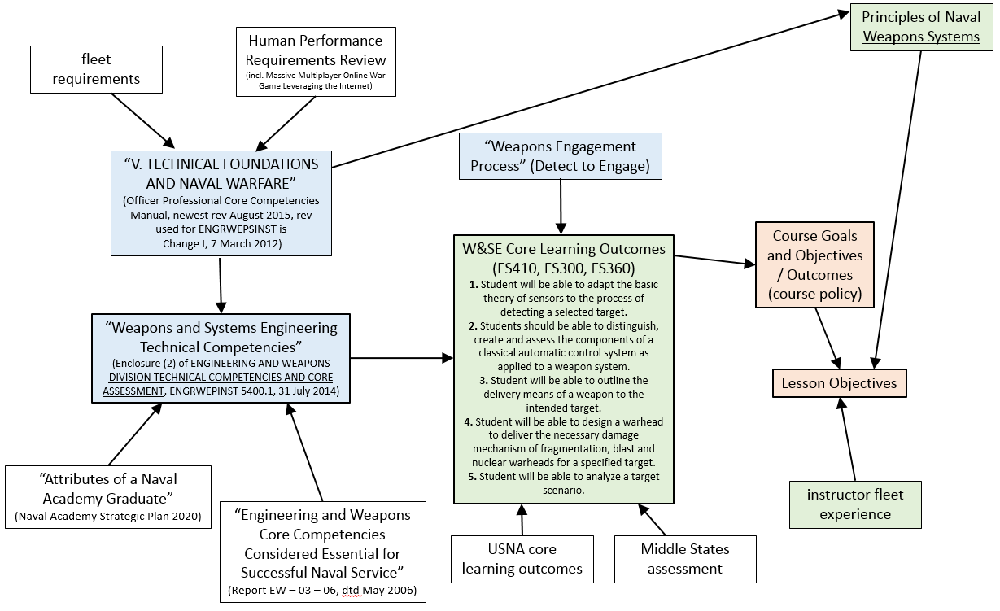 fleet
requirements
Human Performance
Requirements Review
(incl. Massive Multiplayer Online War
Game Leveraging the Internet)
Principles of Naval
Weapons Systems
“V. TECHNICAL FOUNDATIONS
AND NAVAL WARFARE”
(Officer Professional Core Competencies
Manual, newest rev August 2015, rev
used for ENGRWEPSINST is
Change I, 7 March 2012)
“Weapons Engagement
Process” (Detect to Engage)
“Weapons and Systems Engineering
Technical Competencies”
(Enclosure (2) of ENGINEERING AND WEAPONS
DIVISION TECHNICAL COMPETENCIES AND CORE
ASSESSMENT, ENGRWEPINST 5400.1, 31 July 2014)
W&SE Core Learning Outcomes
(ES410, ES300, ES360)
1. Student will be able to adapt the basic
theory of sensors to the process of
detecting a selected target.
2. Students should be able to distinguish,
create and assess the components of a
classical automatic control system as
applied to a weapon system.
3. Student will be able to outline the
delivery means of a weapon to the
intended target.
4. Student will be able to design a warhead
to deliver the necessary damage
mechanism of fragmentation, blast and
nuclear warheads for a specified target.
5. Student will be able to analyze a target
scenario.
Course Goals
and Objectives
/ Outcomes
(course policy)
Lesson Objectives
“Attributes of a Naval
Academy Graduate”
(Naval Academy Strategic Plan 2020)
“Engineering and Weapons
Core Competencies
Considered Essential for
Successful Naval Service”
(Report EW – 03 – 06, dtd May 2006)
USNA core
learning outcomes
Middle States
assessment
instructor fleet
experience